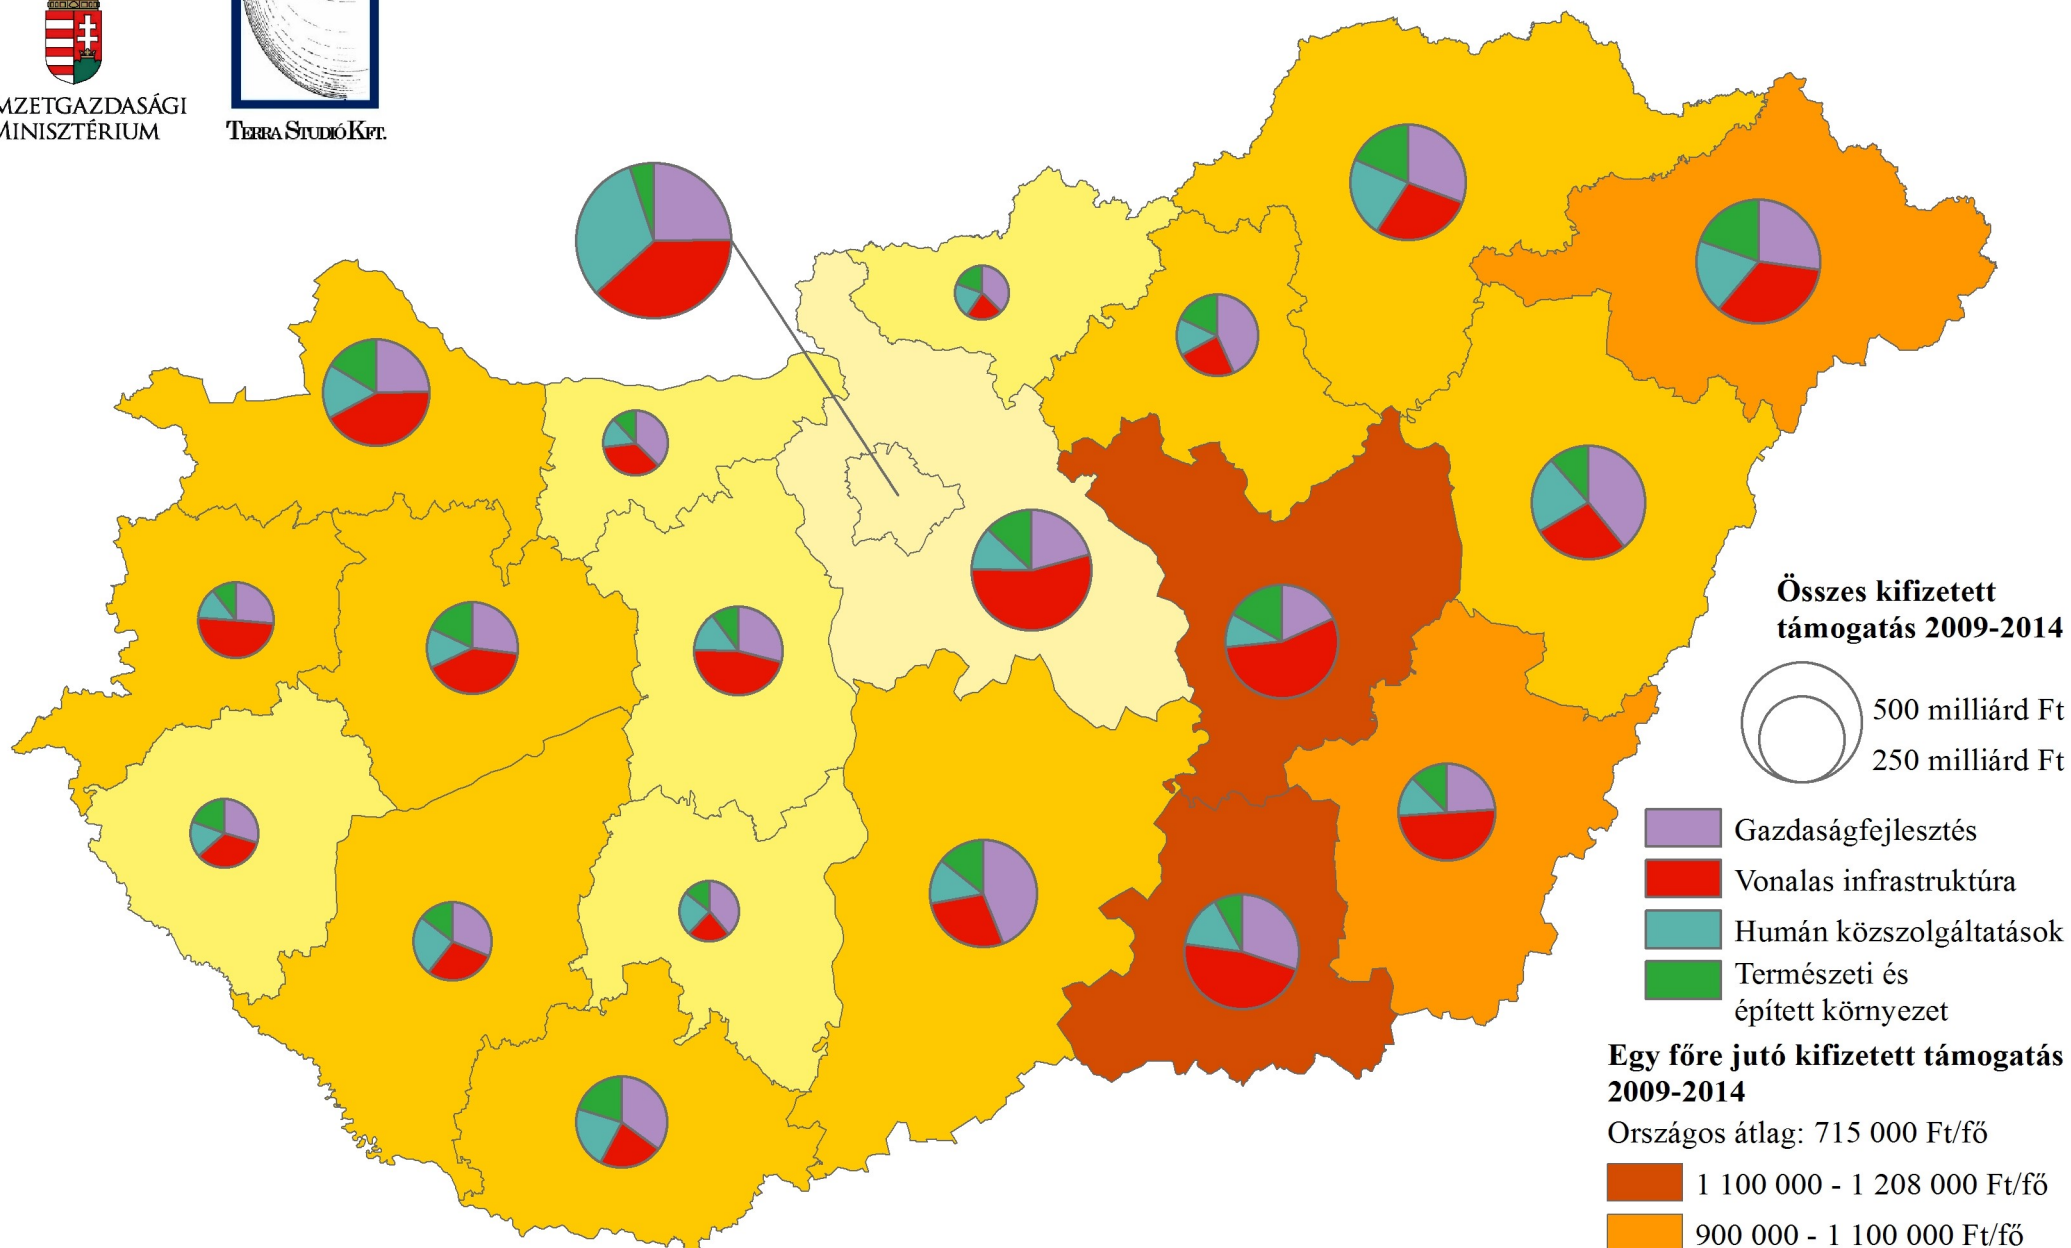 MZETGAZDASÁGI
MINISZTÉRIUM
TERRA STUDIÓ KFT.
Összes kifizetett
támogatás 2009-2014
500 milliárd Ft
250 milliárd Ft
Gazdaságfejlesztés
Vonalas infrastruktúra
Humán közszolgáltatások
Természeti és
épített környezet
Egy főre jutó kifizetett támogatás
2009-2014
Országos átlag: 715 000 Ft/fő
1 100 000 - 1 208 000 Ft/fő
900 000 - 1 100 000 Ft/fő